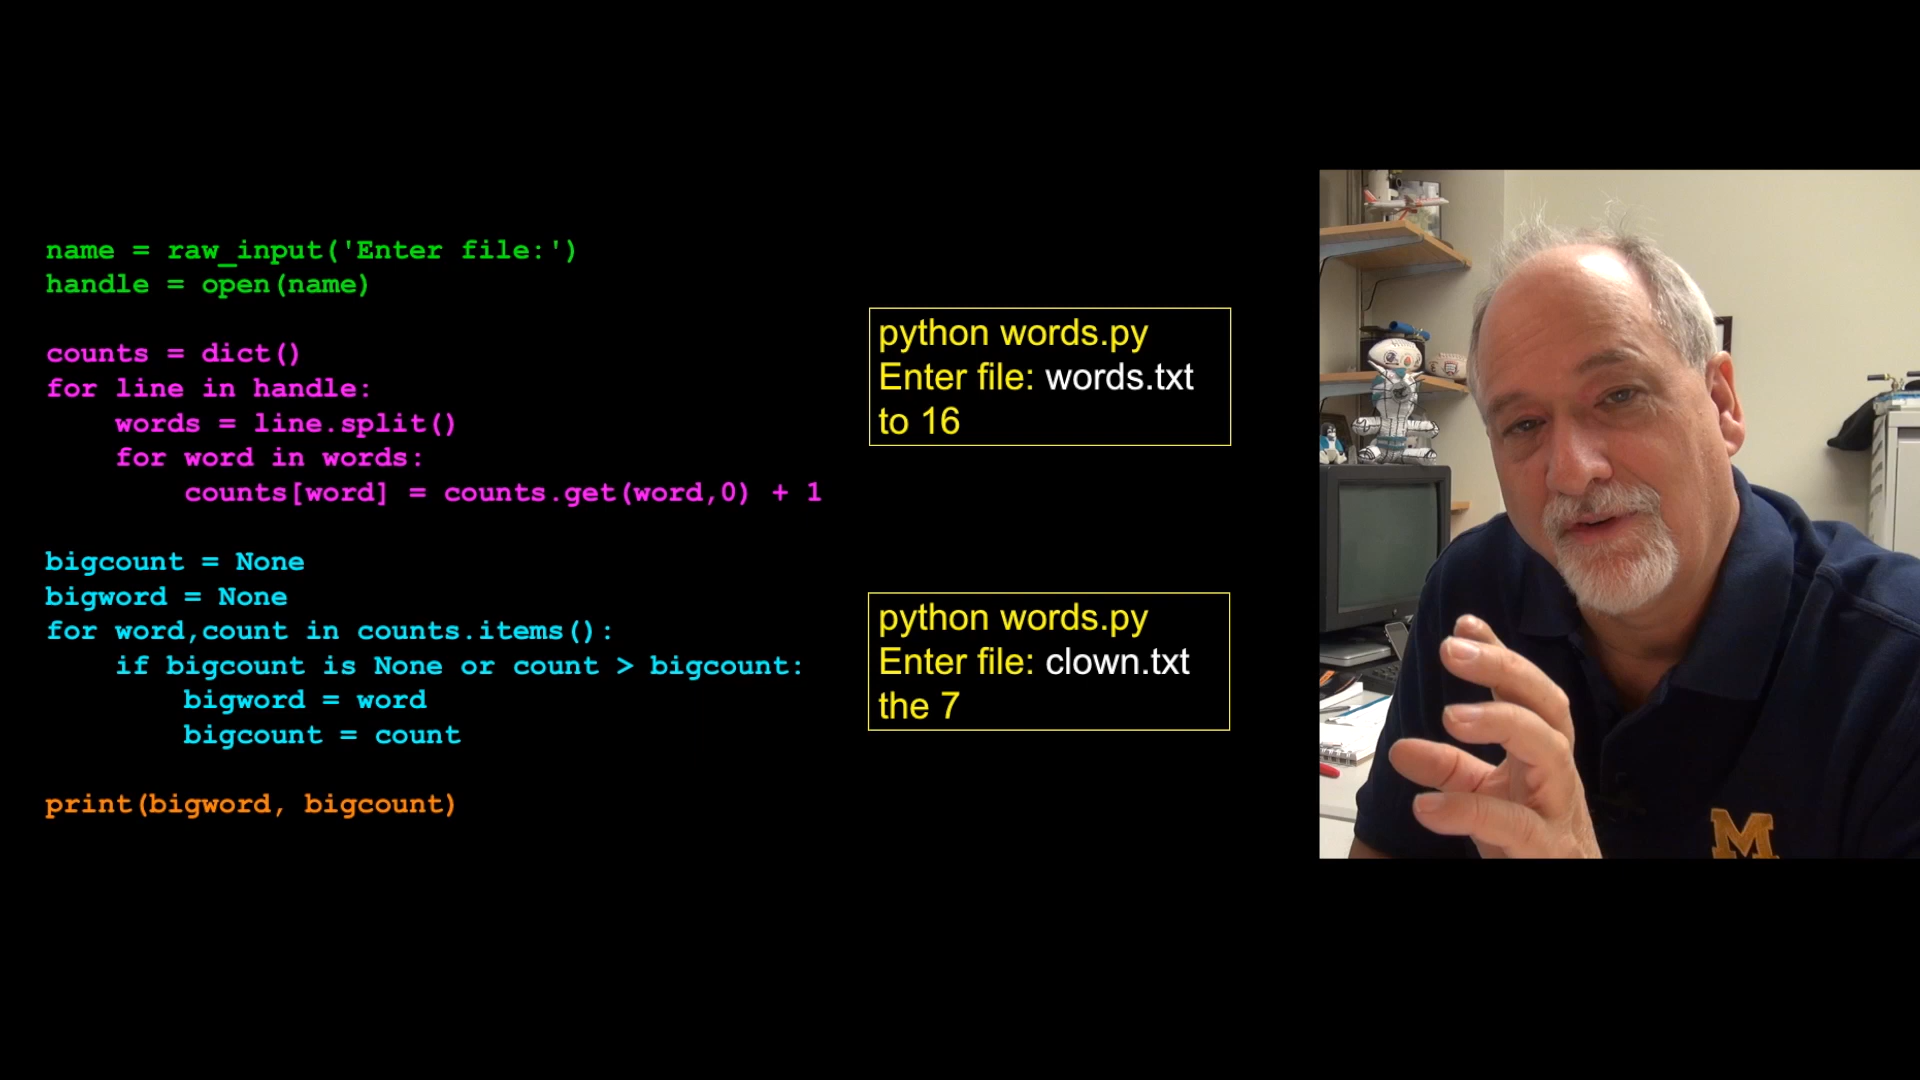 name = raw_input('Enter file:')
handle = open(name)
counts = dict()
for line in handle:
    words = line.split()
    for word in words:
        counts[word] = counts.get(word,0) + 1
bigcount = None
bigword = None
for word,count in counts.items():
    if bigcount is None or count > bigcount:
        bigword = word
        bigcount = count
print(bigword, bigcount)
python words.py
Enter file: words.txt
to 16
python words.py
Enter file: clown.txt
the 7
M